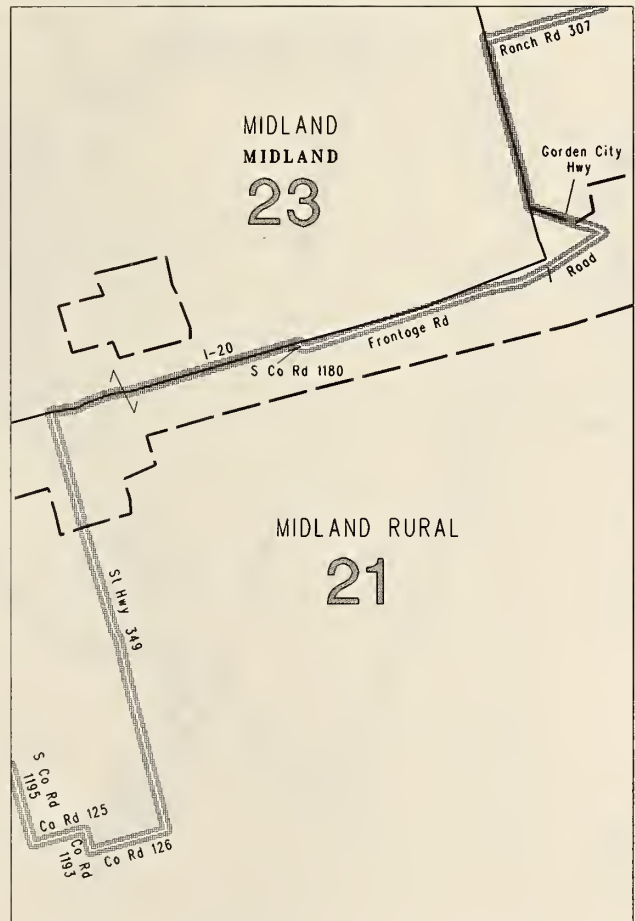 Ranch Rd 307
MIDLAND
MIDLAND
23
Gorden City
Hwy
Road
I-20
Frontage Rd
S Co Rd 1180
MIDLAND RURAL
21
St Hwy 349
S Co Rd
1195
Co Rd 125
Co Rd
1193
Co Rd 126